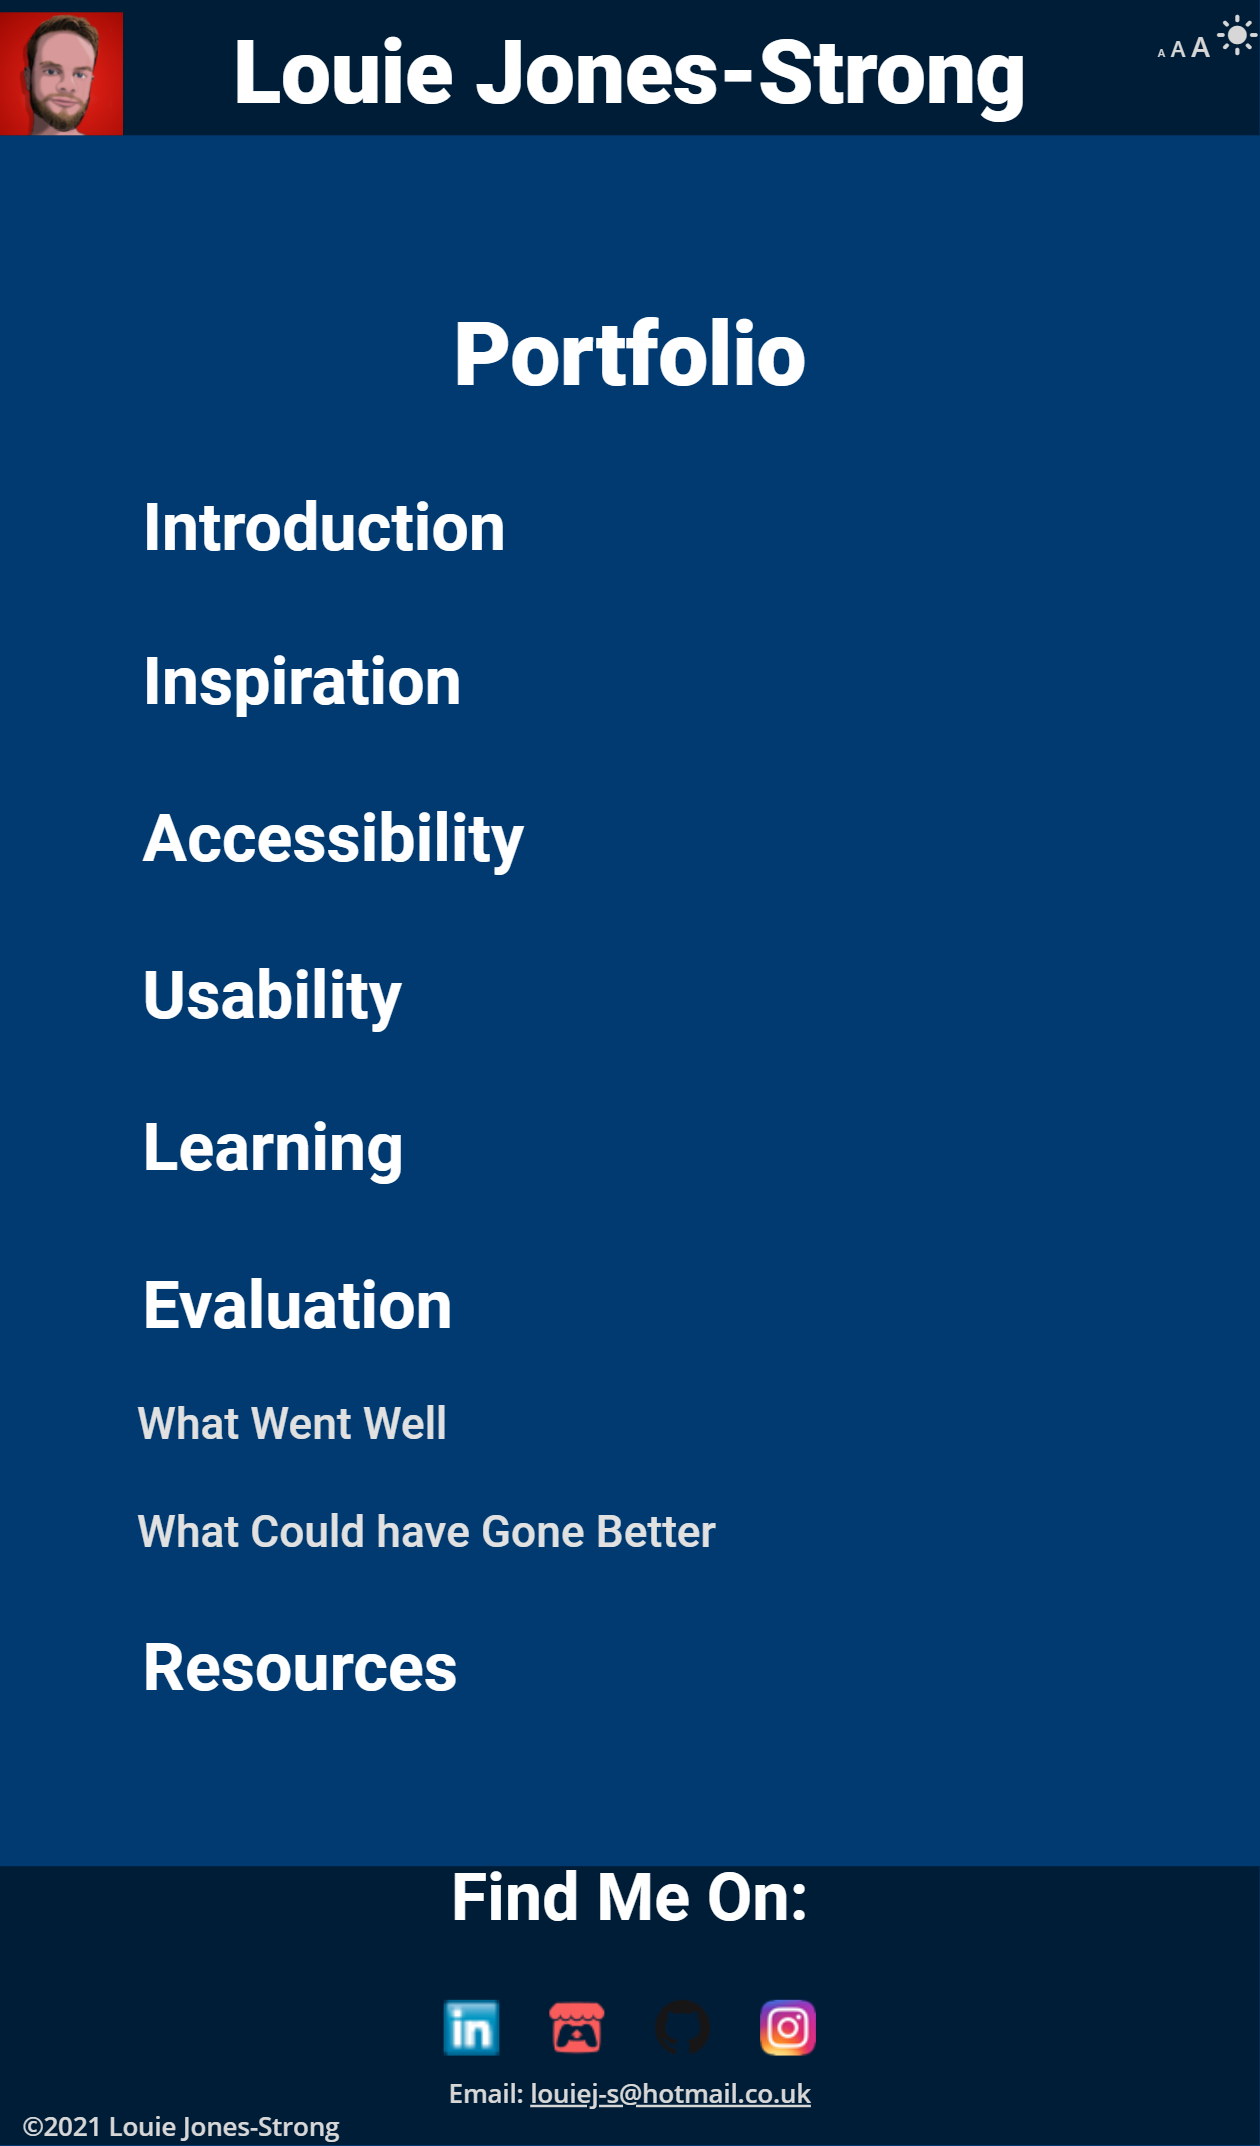 Louie Jones-Strong
A A A
Portfolio
Introduction
Inspiration
Accessibility
Usability
Learning
Evaluation
What Went Well
What Could have Gone Better
Resources
Find Me On:
in
Email: louiej-s@hotmail.co.uk
©2021 Louie Jones-Strong